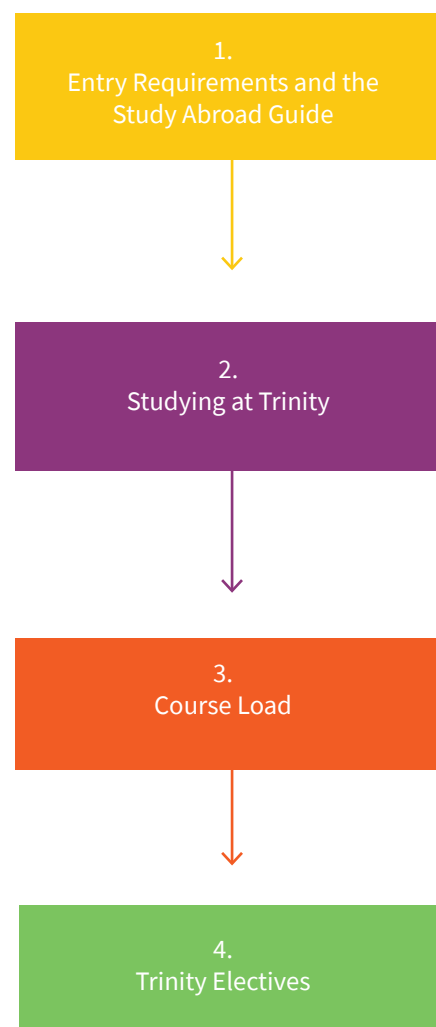 1.
Entry Requirements and the
Study Abroad Guide
2.
Studying at Trinity
3.
Course Load
4.
Trinity Electives